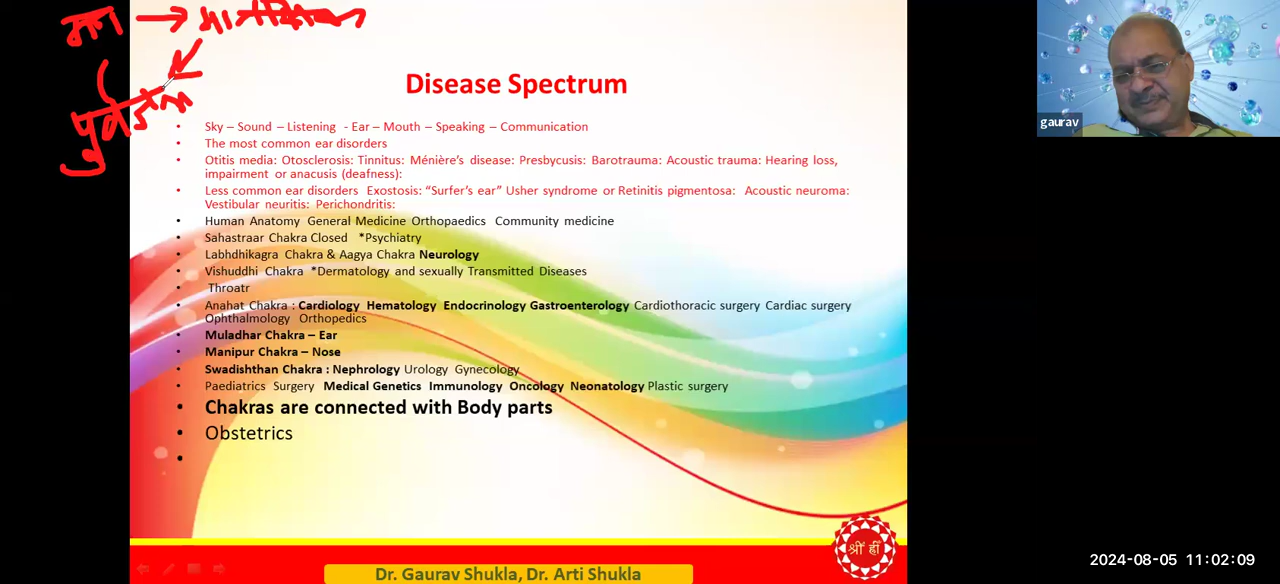 Disease Spectrum
gaurav
• Sky – Sound – Listening - Ear – Mouth – Speaking – Communication
• The most common ear disorders
• Otitis media: Otosclerosis: Tinnitus: Ménière's disease: Presbycusis: Barotrauma: Acoustic trauma: Hearing loss,
impairment or anacusis (deafness):
• Less common ear disorders Exostosis: “Surfer's ear” Usher syndrome or Retinitis pigmentosa: Acoustic neuroma:
Vestibular neuritis: Perichondritis:
• Human Anatomy General Medicine Orthopaedics Community medicine
• Sahastraar Chakra Closed *Psychiatry
• Labhdhikagra Chakra & Aagya Chakra Neurology
• Vishuddhi Chakra *Dermatology and sexually Transmitted Diseases
• Throatr
• Anahat Chakra : Cardiology Hematology Endocrinology Gastroenterology Cardiothoracic surgery Cardiac surgery
Ophthalmology Orthopedics
• Muladhar Chakra – Ear
• Manipur Chakra – Nose
• Swadishthan Chakra : Nephrology Urology Gynecology
• Paediatrics Surgery Medical Genetics Immunology Oncology Neonatology Plastic surgery
• Chakras are connected with Body parts
• Obstetrics
•
श्रीं ह्रीं
Dr. Gaurav Shukla, Dr. Arti Shukla
2024-08-05 11:02:09